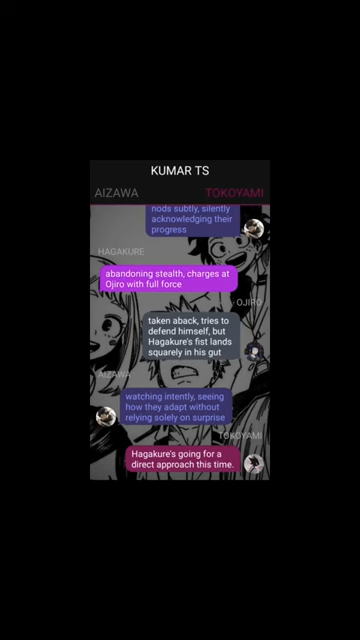 KUMAR TS
AIZAWA TOKOYAMI
nods subtly, silently
acknowledging their
progress
HAGAKURE
abandoning stealth, charges at
Ojiro with full force
OJIRO
taken aback, tries to
defend himself, but
Hagakure's fist lands
squarely in his gut
AIZAWA
watching intently, seeing
how they adapt without
relying solely on surprise
TOKOYAMI
Hagakure's going for a
direct approach this time.